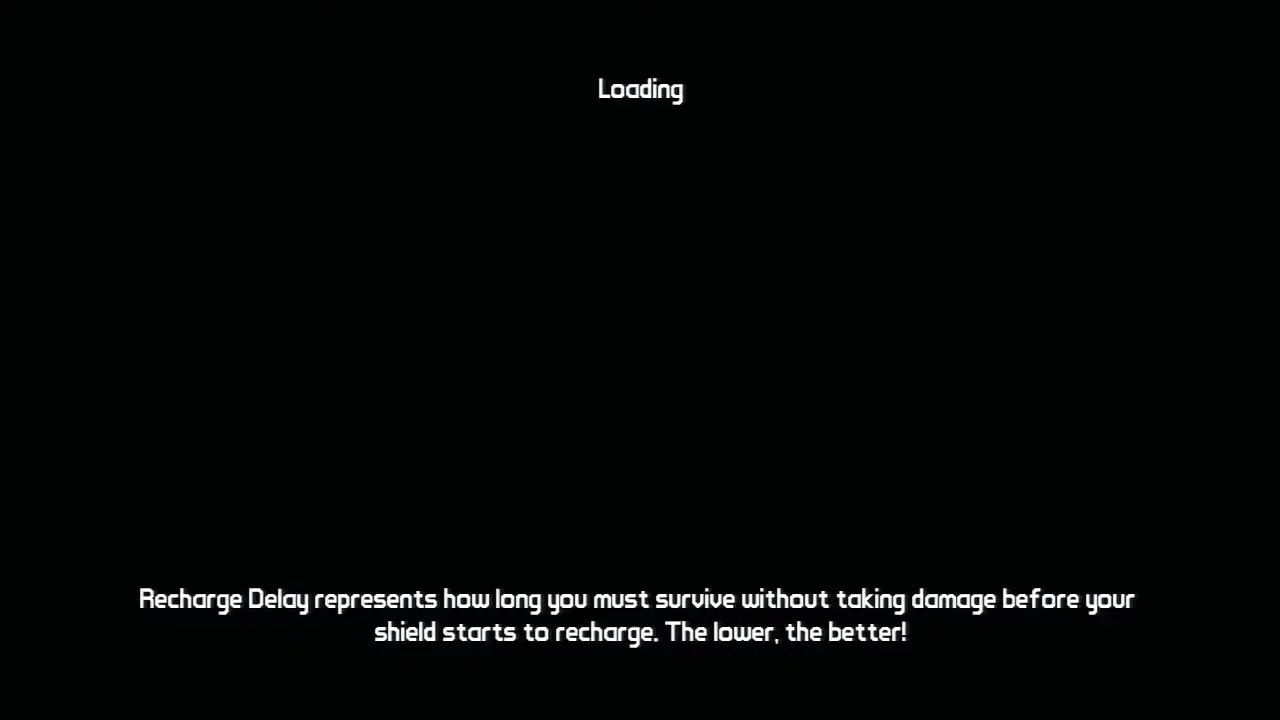 Loading
Recharge Delay represents how long you must survive without taking damage before your
shield starts to recharge. The lower, the better!